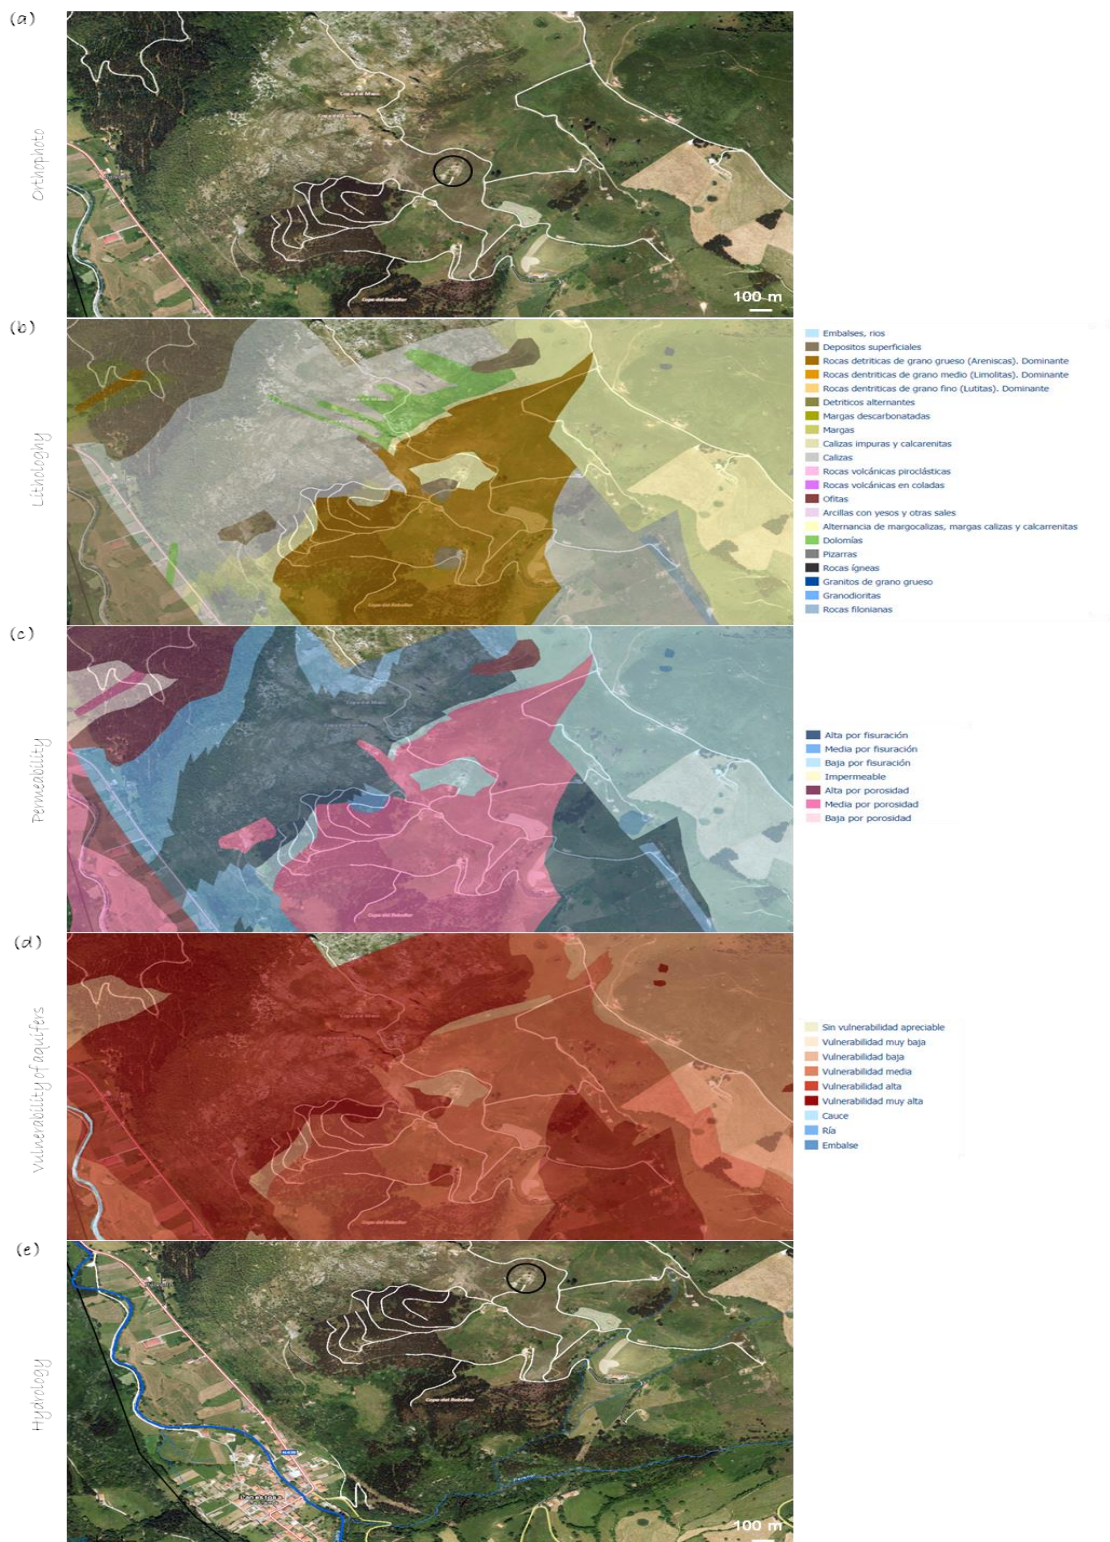 (a)
Orthophoto
100 m
(b)
Lithologhy
Embalses, rios
Depositos superficiales
Rocas detríticas de grano grueso (Areniscas). Dominante
Rocas dentriticas de grano medio (Limolitas). Dominante
Rocas dentriticas de grano fino (Lutitas). Dominante
Detríticos alternantes
Margas descarbonatadas
Margas
Calizas impuras y calcarenitas
Calizas
Rocas volcánicas piroclásticas
Rocas volcánicas en coladas
Ofitas
Arcillas con yesos y otras sales
Alternancia de margocalizas, margas calizas y calcarrenitas
Dolomías
Pizarras
Rocas ígneas
Granitos de grano grueso
Granodioritas
Rocas filonianas
(c)
Permeability
Alta por fisuración
Media por fisuración
Baja por fisuración
Impermeable
Alta por porosidad
Media por porosidad
Baja por porosidad
(d)
Vulnerability of aquifers
Sin vulnerabilidad apreciable
Vulnerabilidad muy baja
Vulnerabilidad baja
Vulnerabilidad media
Vulnerabilidad alta
Vulnerabilidad muy alta
Cauce
Ría
Embalse
(e)
Hydrology
100 m